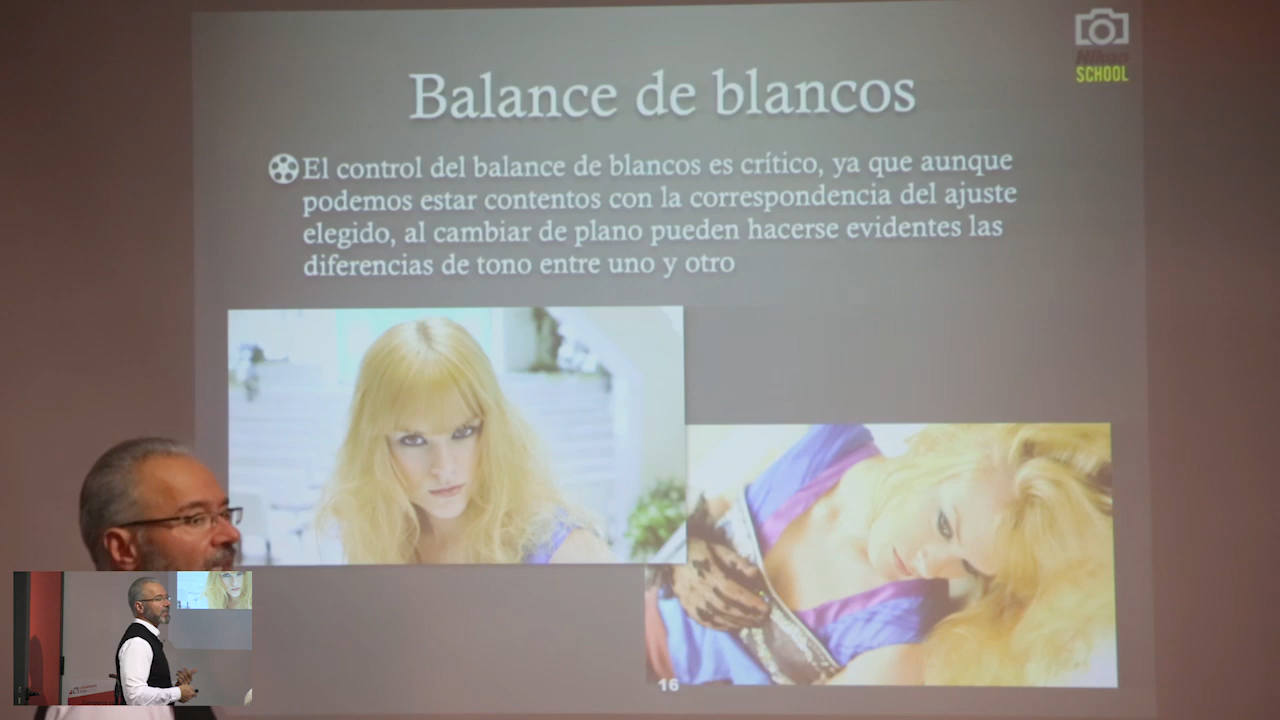 SCHOOL
Balance de blancos
El control del balance de blancos es crítico, ya que aunque
podemos estar contentos con la correspondencia del ajuste
elegido, al cambiar de plano pueden hacerse evidentes las
diferencias de tono entre uno y otro
16